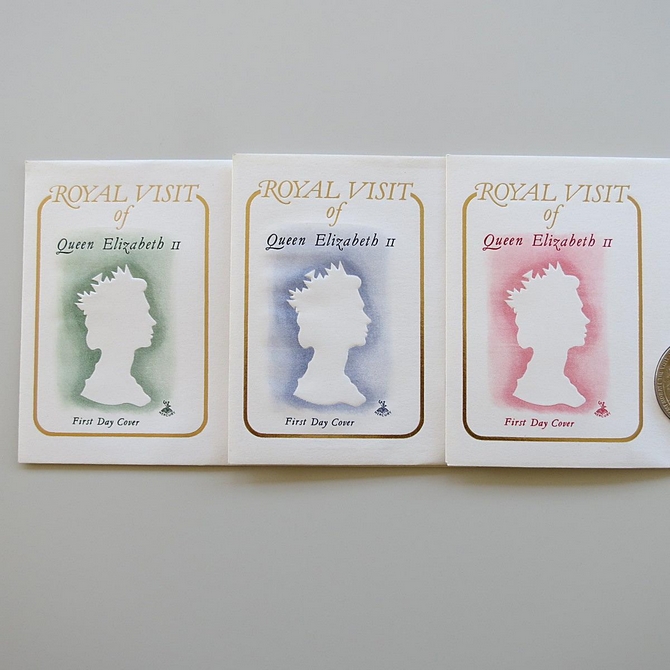 ROYAL VISIT
of
Queen Elizabeth II
First Day Cover
ROYAL VISIT
of
Queen Elizabeth II
First Day Cover
ROYAL VISIT
of
Queen Elizabeth II
First Day Cover